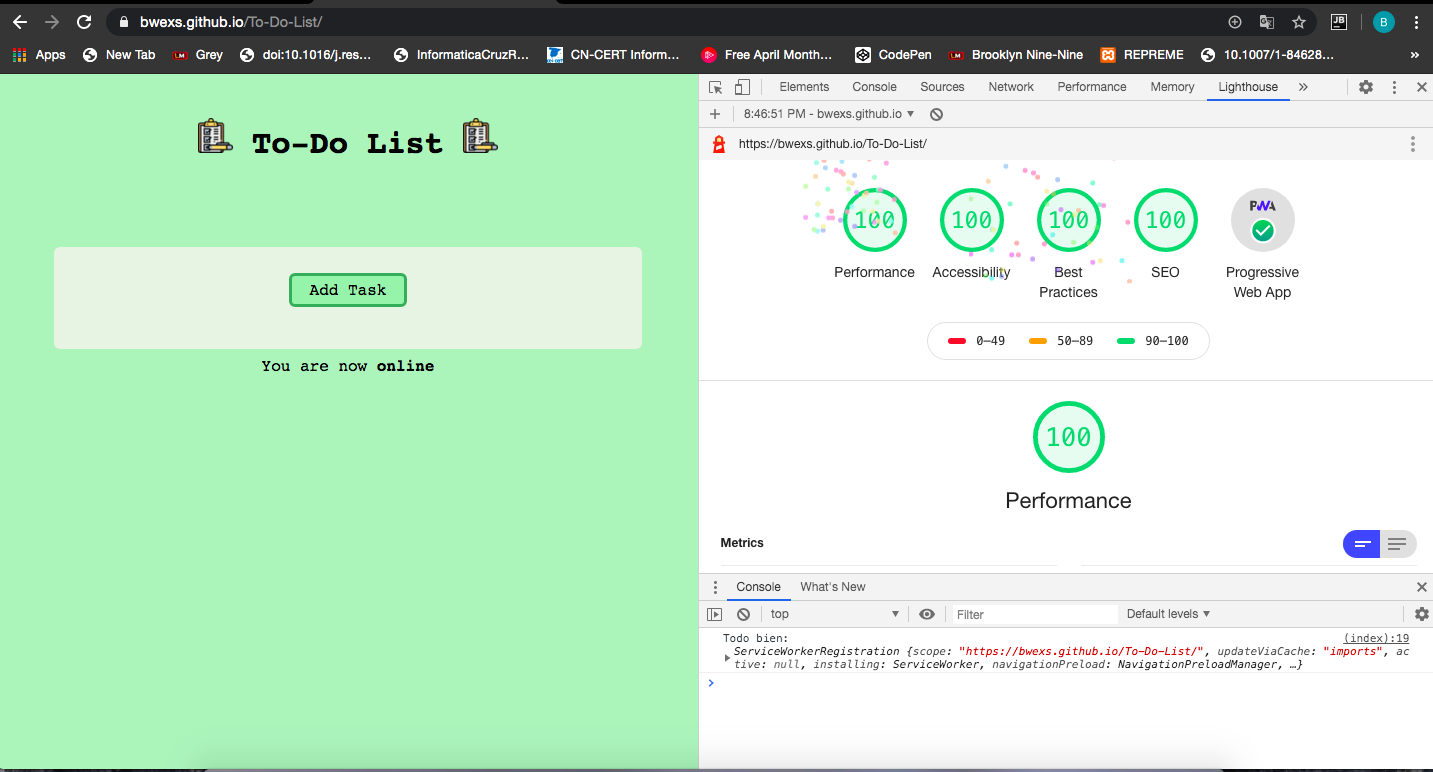 bwexs.github.io/To-Do-List/
JB
B
Apps
New Tab
LM Grey
doi:10.1016/j.res...
InformaticaCruzR...
CN-CERT Inform...
Free April Month...
CodePen
LM Brooklyn Nine-Nine
REPREME
10.1007/1-84628...
»
To-Do List
Add Task
You are now online
Elements Console Sources Network Performance Memory Lighthouse »
8:46:51 PM - bwexs.github.io
https://bwexs.github.io/To-Do-List/
100 100 100 100 PWA
Performance Accessibility Best Practices SEO Progressive Web App
0–49 50–89 90–100
100
Performance
Metrics
Console What's New
top Filter Default levels
Todo bien: (index):19
ServiceWorkerRegistration {scope: "https://bwexs.github.io/To-Do-List/", updateViaCache: "imports", ac
tive: null, installing: ServiceWorker, navigationPreload: NavigationPreloadManager, …}